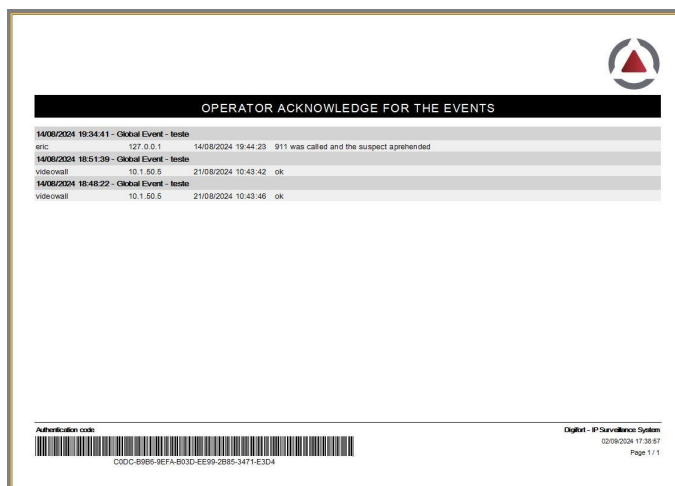 OPERATOR ACKNOWLEDGE FOR THE EVENTS
14/08/2024 19:34:41 - Global Event - teste
eric 127.0.0.1 14/08/2024 19:44:23 911 was called and the suspect aprehended
14/08/2024 18:51:39 - Global Event - teste
videowall 10.1.50.5 21/08/2024 10:43:42 ok
14/08/2024 18:48:22 - Global Event - teste
videowall 10.1.50.5 21/08/2024 10:43:46 ok
Authentication code
Digifort - IP Surveillance System
02/09/2024 17:38:57
C0DC-B9B6-9EFA-B03D-EE99-2B85-3471-E3D4
Page 1 / 1